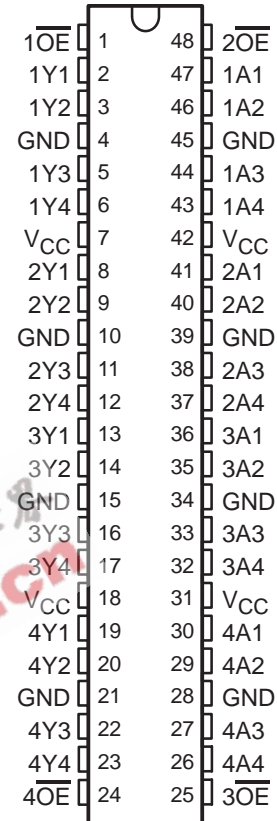 1O̅E̅ 1 48 2O̅E̅
1Y1 2 47 1A1
1Y2 3 46 1A2
GND 4 45 GND
1Y3 5 44 1A3
1Y4 6 43 1A4
VCC 7 42 VCC
2Y1 8 41 2A1
2Y2 9 40 2A2
GND 10 39 GND
2Y3 11 38 2A3
2Y4 12 37 2A4
3Y1 13 36 3A1
3Y2 14 35 3A2
GND 15 34 GND
3Y3 16 33 3A3
3Y4 17 32 3A4
VCC 18 31 VCC
4Y1 19 30 4A1
4Y2 20 29 4A2
GND 21 28 GND
4Y3 22 27 4A3
4Y4 23 26 4A4
4O̅E̅ 24 25 3O̅E̅